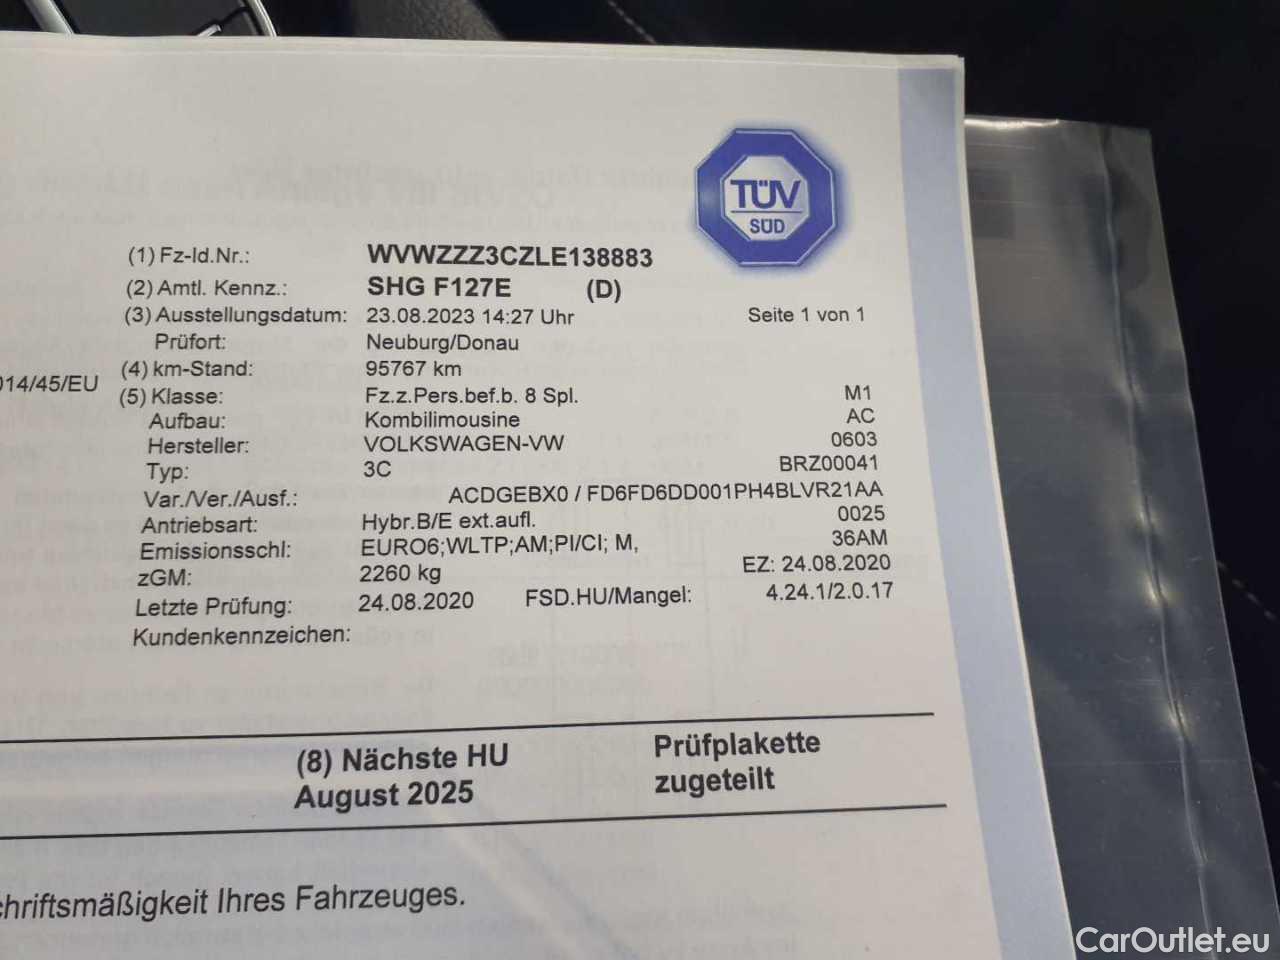 TÜV
SÜD
(1) Fz-Id.Nr.: WVWZZZ3CZLE138883
(2) Amtl. Kennz.: SHG F127E (D)
(3) Ausstellungsdatum: 23.08.2023 14:27 Uhr Seite 1 von 1
Prüfort: Neuburg/Donau
014/45/EU (4) km-Stand: 95767 km
(5) Klasse: Fz.z.Pers.bef.b. 8 Spl. M1
Aufbau: Kombilimousine AC
Hersteller: VOLKSWAGEN-VW 0603
Typ: 3C BRZ00041
Var./Ver./Ausf.: ACDGEBX0 / FD6FD6DD001PH4BLVR21AA
Antriebsart: Hybr.B/E ext.aufl. 0025
Emissionsschl: EURO6;WLTP;AM;PI/CI; M, 36AM
zGM: 2260 kg EZ: 24.08.2020
Letzte Prüfung: 24.08.2020 FSD.HU/Mangel: 4.24.1/2.0.17
Kundenkennzeichen:
(8) Nächste HU Prüfplakette
August 2025 zugeteilt
chriftsmäßigkeit Ihres Fahrzeuges.
CarOutlet.eu